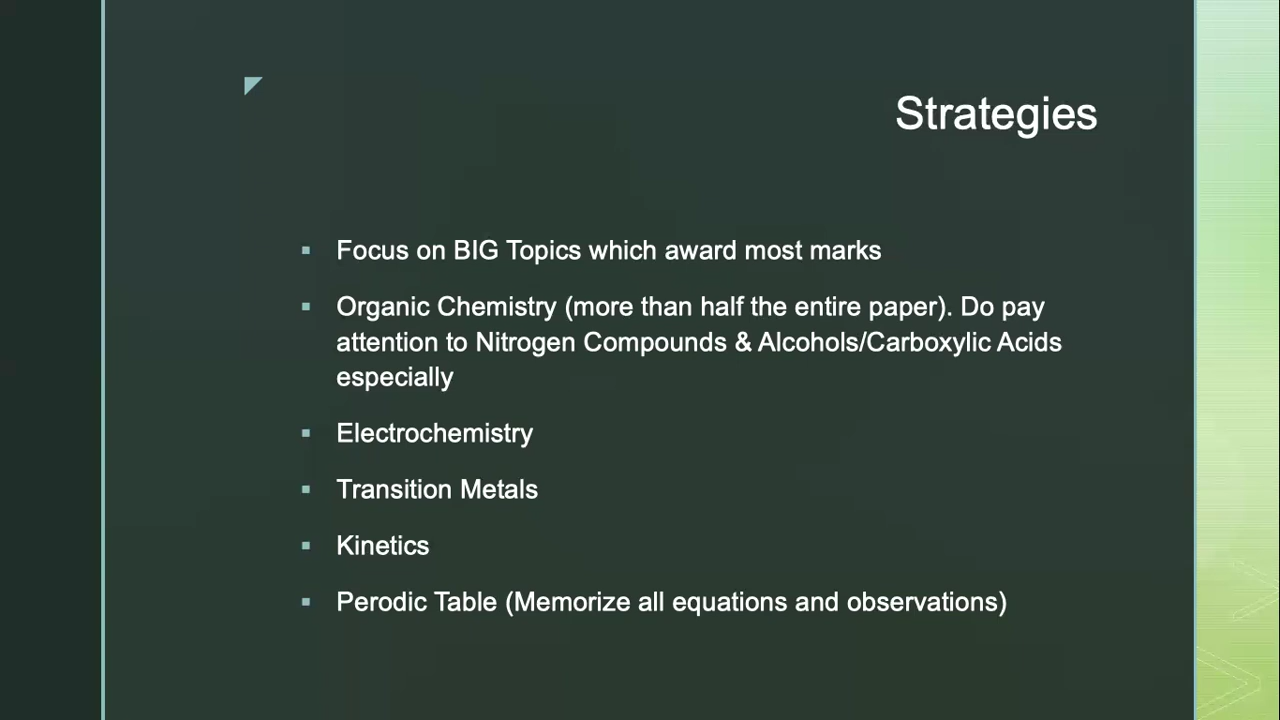 Strategies
Focus on BIG Topics which award most marks
Organic Chemistry (more than half the entire paper). Do pay
attention to Nitrogen Compounds & Alcohols/Carboxylic Acids
especially
Electrochemistry
Transition Metals
Kinetics
Perodic Table (Memorize all equations and observations)